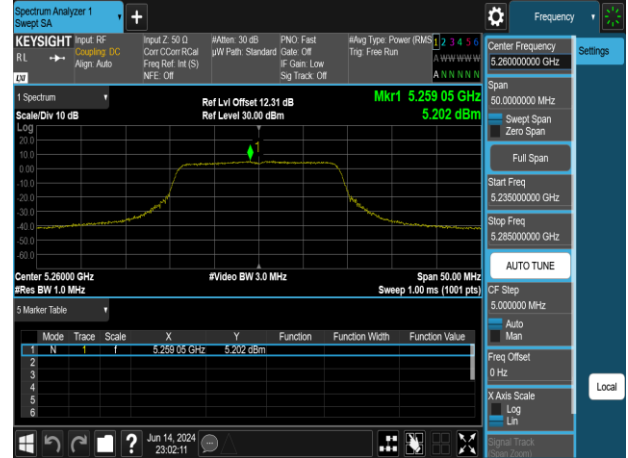 Spectrum Analyzer 1
Swept SA
Frequency
KEYSIGHT
Input: RF
Coupling: DC
Align: Auto
Input Z: 50 Ω
Corr CCorr RCal
Freq Ref: Int (S)
NFE: Off
#Atten: 30 dB
µW Path: Standard
PNO: Fast
Gate: Off
IF Gain: Low
Sig Track: Off
#Avg Type: Power (RMS)
Trig: Free Run
1 2 3 4 5 6
A W W W W W
A N N N N N
RL
LXI
1 Spectrum
Scale/Div 10 dB
Ref Lvl Offset 12.31 dB
Ref Level 30.00 dBm
Mkr1 5.259 05 GHz
5.202 dBm
Log
20.0
10.0
0.00
-10.0
-20.0
-30.0
-40.0
-50.0
-60.0
1
Center 5.26000 GHz
#Res BW 1.0 MHz
#Video BW 3.0 MHz
Span 50.00 MHz
Sweep 1.00 ms (1001 pts)
5 Marker Table
Mode Trace Scale X Y Function Function Width Function Value
1 N 1 f 5.259 05 GHz 5.202 dBm
2
3
4
5
6
Jun 14, 2024
23:02:11
Center Frequency
5.260000000 GHz
Span
50.0000000 MHz
Swept Span
Zero Span
Full Span
Start Freq
5.235000000 GHz
Stop Freq
5.285000000 GHz
AUTO TUNE
CF Step
5.000000 MHz
Auto
Man
Freq Offset
0 Hz
X Axis Scale
Log
Lin
Signal Track
(Span Zoom)
Settings
Local